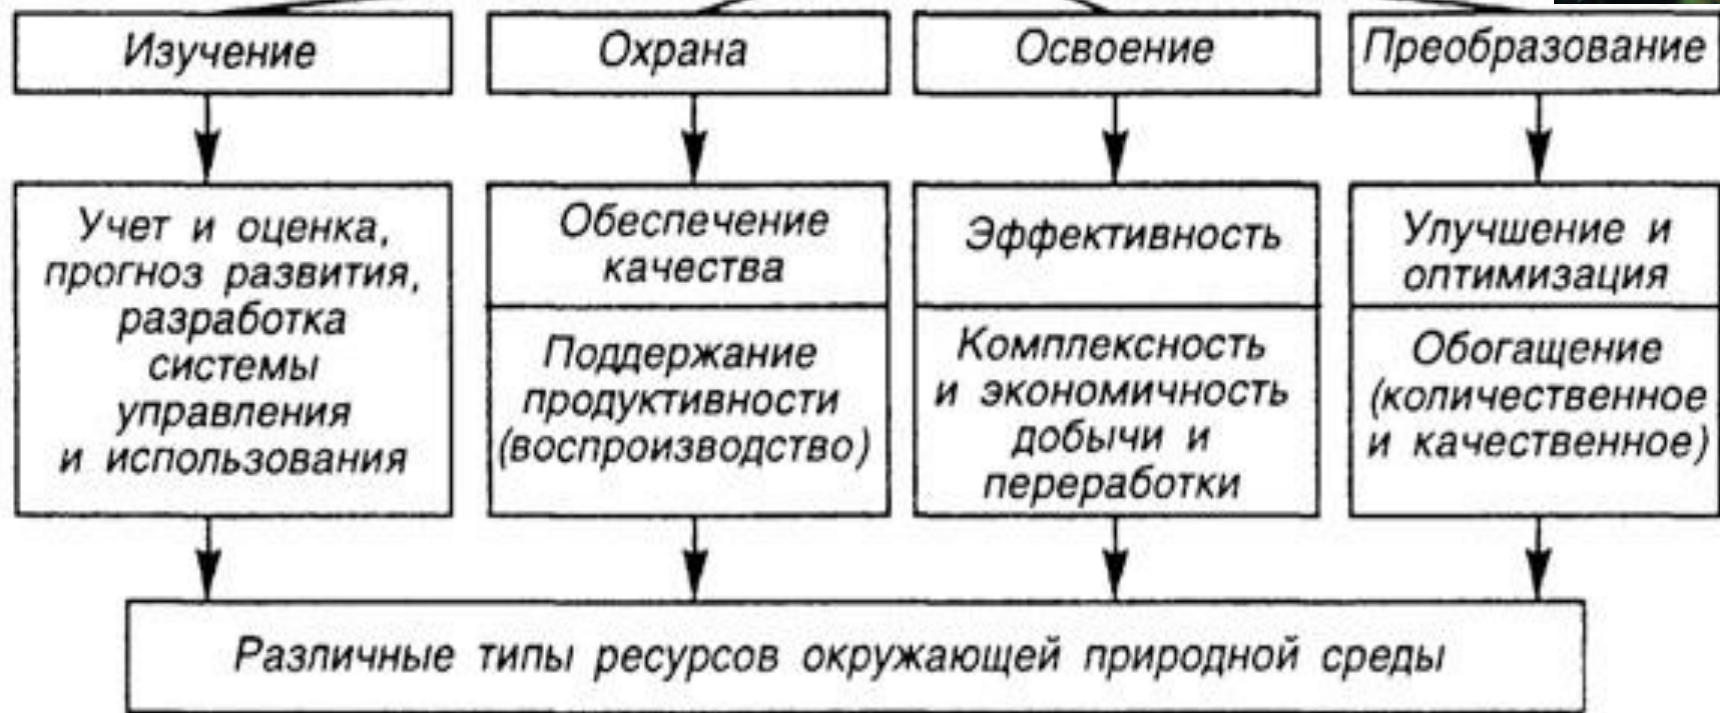 Изучение
Охрана
Освоение
Преобразование
Учет и оценка,
прогноз развития,
разработка
системы
управления
и использования
Обеспечение
качества
Поддержание
продуктивности
(воспроизводство)
Эффективность
Комплексность
и экономичность
добычи и
переработки
Улучшение и
оптимизация
Обогащение
(количественное
и качественное)
Различные типы ресурсов окружающей природной среды